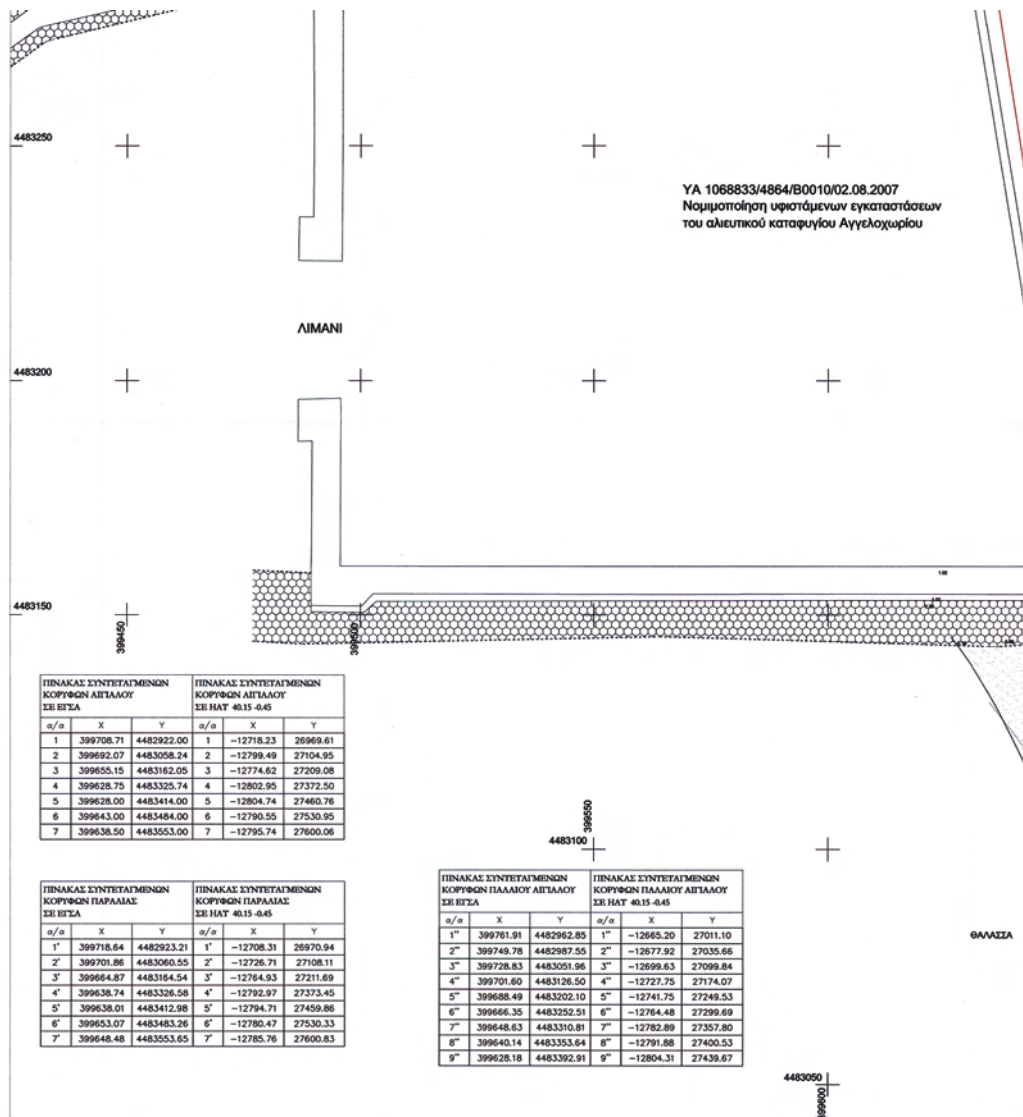 4483250
ΥΑ 1068833/4864/Β0010/02.08.2007
Νομιμοποίηση υφιστάμενων εγκαταστάσεων
του αλιευτικού καταφυγίου Αγγελοχωρίου
ΛΙΜΑΝΙ
4483200
4483150
399450
399500
ΠΙΝΑΚΑΣ ΣΥΝΤΕΤΑΓΜΕΝΩΝ ΚΟΡΥΦΩΝ ΑΙΓΙΑΛΟΥ ΣΕ ΕΓΣΑ
ΠΙΝΑΚΑΣ ΣΥΝΤΕΤΑΓΜΕΝΩΝ ΚΟΡΥΦΩΝ ΑΙΓΙΑΛΟΥ ΣΕ ΗΑΤ 40.15 -0.45
α/α X Y α/α X Y
1 399708.71 4482922.00 1 -12718.23 26969.61
2 399692.07 4483058.24 2 -12799.49 27104.95
3 399655.15 4483162.05 3 -12774.62 27209.08
4 399628.75 4483325.74 4 -12802.95 27372.50
5 399628.00 4483414.00 5 -12804.74 27460.76
6 399643.00 4483484.00 6 -12790.55 27530.95
7 399638.50 4483553.00 7 -12795.74 27600.06
399550
4483100
ΠΙΝΑΚΑΣ ΣΥΝΤΕΤΑΓΜΕΝΩΝ ΚΟΡΥΦΩΝ ΠΑΡΑΛΙΑΣ ΣΕ ΕΓΣΑ
ΠΙΝΑΚΑΣ ΣΥΝΤΕΤΑΓΜΕΝΩΝ ΚΟΡΥΦΩΝ ΠΑΡΑΛΙΑΣ ΣΕ ΗΑΤ 40.15 -0.45
α/α X Y α/α X Y
1' 399718.64 4482923.21 1' -12708.31 26970.94
2' 399701.86 4483060.55 2' -12726.71 27108.11
3' 399664.87 4483164.54 3' -12764.93 27211.69
4' 399638.74 4483326.58 4' -12792.97 27373.45
5' 399638.01 4483412.98 5' -12794.71 27459.86
6' 399653.07 4483483.26 6' -12780.47 27530.33
7' 399648.48 4483553.65 7' -12785.76 27600.83
ΠΙΝΑΚΑΣ ΣΥΝΤΕΤΑΓΜΕΝΩΝ ΚΟΡΥΦΩΝ ΠΑΛΑΙΟΥ ΑΙΓΙΑΛΟΥ ΣΕ ΕΓΣΑ
ΠΙΝΑΚΑΣ ΣΥΝΤΕΤΑΓΜΕΝΩΝ ΚΟΡΥΦΩΝ ΠΑΛΑΙΟΥ ΑΙΓΙΑΛΟΥ ΣΕ ΗΑΤ 40.15 -0.45
α/α X Y α/α X Y
1'' 399761.91 4482962.85 1'' -12665.20 27011.10
2'' 399749.78 4482987.55 2'' -12677.92 27035.66
3'' 399728.83 4483051.96 3'' -12699.63 27099.84
4'' 399701.60 4483126.50 4'' -12727.75 27174.07
5'' 399688.49 4483202.10 5'' -12741.75 27249.53
6'' 399666.35 4483252.51 6'' -12764.48 27299.69
7'' 399648.63 4483310.81 7'' -12782.89 27357.80
8'' 399640.14 4483353.64 8'' -12791.88 27400.53
9'' 399628.18 4483392.91 9'' -12804.31 27439.67
ΘΑΛΑΣΣΑ
4483050
399600